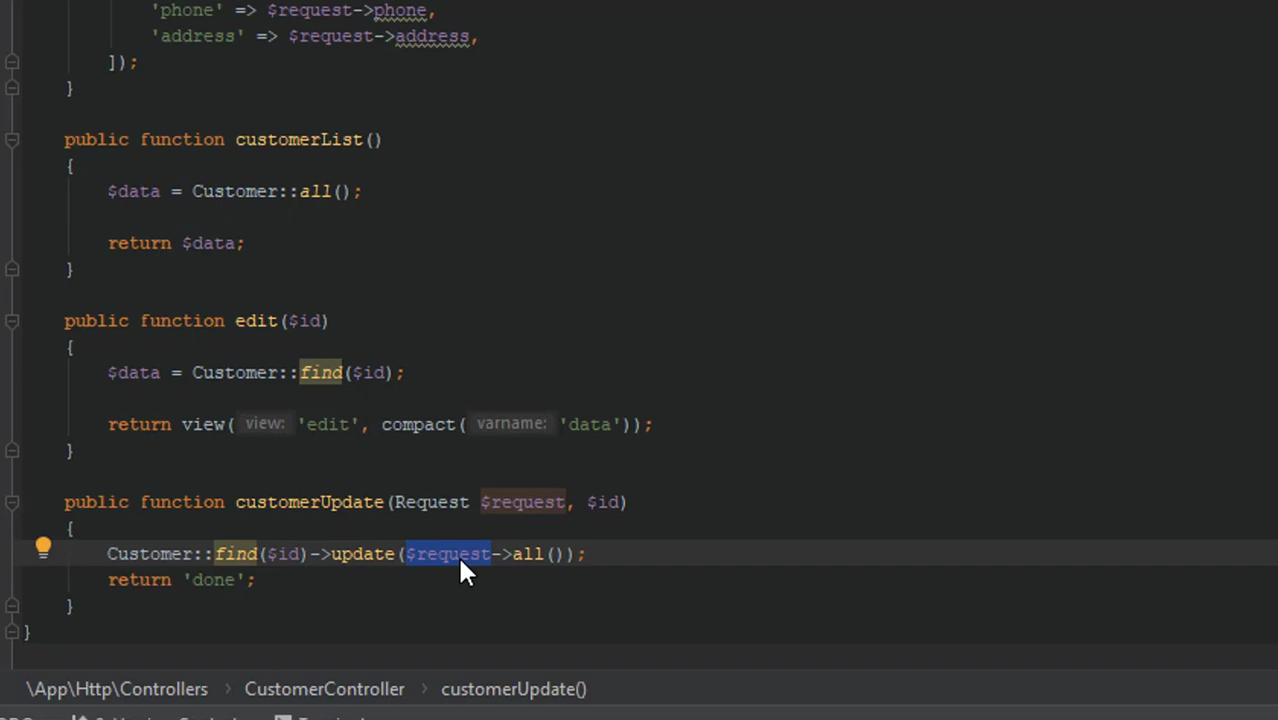 'phone' => $request->phone,
'address' => $request->address,
]);
}
public function customerList()
{
$data = Customer::all();
return $data;
}
public function edit($id)
{
$data = Customer::find($id);
return view( view: 'edit', compact( varname: 'data'));
}
public function customerUpdate(Request $request, $id)
{
Customer::find($id)->update($request->all());
return 'done';
}
}
\App\Http\Controllers › CustomerController › customerUpdate()